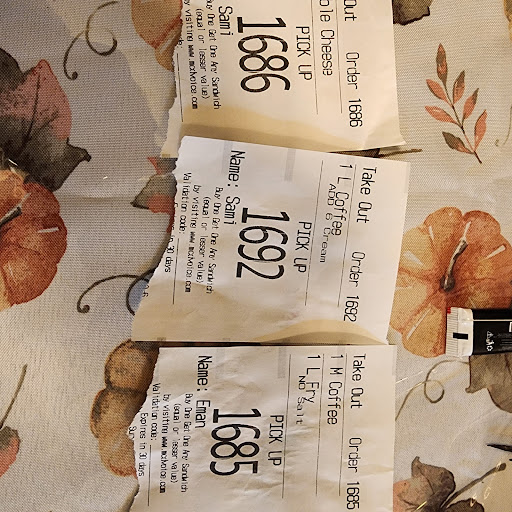 Out Order 1686
ble Cheese
PICK UP
1686
Sami
Buy One Get One Any Sandwich
(equal or lesser value)
by visiting www.mcdvoice.com
Take Out Order 1692
1 L Coffee
ADD 6 Cream
PICK UP
1692
Name: Sami
Buy One Get One Any Sandwich
(equal or lesser value)
by visiting www.mcdvoice.com
Validation code:
Expires in 30 days
Take Out Order 1685
1 M Coffee
1 L Fry
NO Salt
PICK UP
1685
Name: Eman
Buy One Get One Any Sandwich
(equal or lesser value)
by visiting www.mcdvoice.com
Validation code:
Expires in 30 days